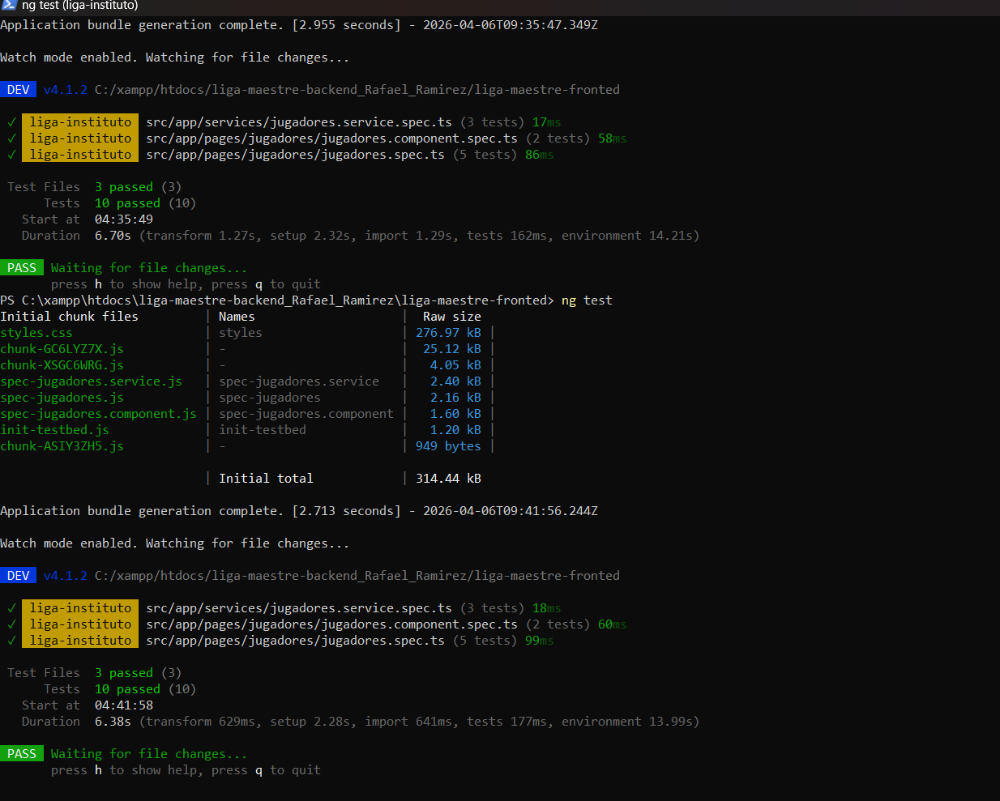 ng test (liga-instituto)
Application bundle generation complete. [2.955 seconds] - 2026-04-06T09:35:47.349Z
Watch mode enabled. Watching for file changes...
DEV v4.1.2 C:/xampp/htdocs/liga-maestre-backend_Rafael_Ramirez/liga-maestre-fronted
✓ liga-instituto src/app/services/jugadores.service.spec.ts (3 tests) 17ms
✓ liga-instituto src/app/pages/jugadores/jugadores.component.spec.ts (2 tests) 58ms
✓ liga-instituto src/app/pages/jugadores/jugadores.spec.ts (5 tests) 86ms
Test Files 3 passed (3)
Tests 10 passed (10)
Start at 04:35:49
Duration 6.70s (transform 1.27s, setup 2.32s, import 1.29s, tests 162ms, environment 14.21s)
PASS Waiting for file changes...
press h to show help, press q to quit
PS C:\xampp\htdocs\liga-maestre-backend_Rafael_Ramirez\liga-maestre-fronted> ng test
Initial chunk files | Names | Raw size
styles.css | styles | 276.97 kB |
chunk-GC6LYZ7X.js | - | 25.12 kB |
chunk-XSGC6WRG.js | - | 4.05 kB |
spec-jugadores.service.js | spec-jugadores.service | 2.40 kB |
spec-jugadores.js | spec-jugadores | 2.16 kB |
spec-jugadores.component.js | spec-jugadores.component | 1.60 kB |
init-testbed.js | init-testbed | 1.20 kB |
chunk-ASIY3ZH5.js | - | 949 bytes |
| Initial total | 314.44 kB
Application bundle generation complete. [2.713 seconds] - 2026-04-06T09:41:56.244Z
Watch mode enabled. Watching for file changes...
DEV v4.1.2 C:/xampp/htdocs/liga-maestre-backend_Rafael_Ramirez/liga-maestre-fronted
✓ liga-instituto src/app/services/jugadores.service.spec.ts (3 tests) 18ms
✓ liga-instituto src/app/pages/jugadores/jugadores.component.spec.ts (2 tests) 60ms
✓ liga-instituto src/app/pages/jugadores/jugadores.spec.ts (5 tests) 99ms
Test Files 3 passed (3)
Tests 10 passed (10)
Start at 04:41:58
Duration 6.38s (transform 629ms, setup 2.28s, import 641ms, tests 177ms, environment 13.99s)
PASS Waiting for file changes...
press h to show help, press q to quit